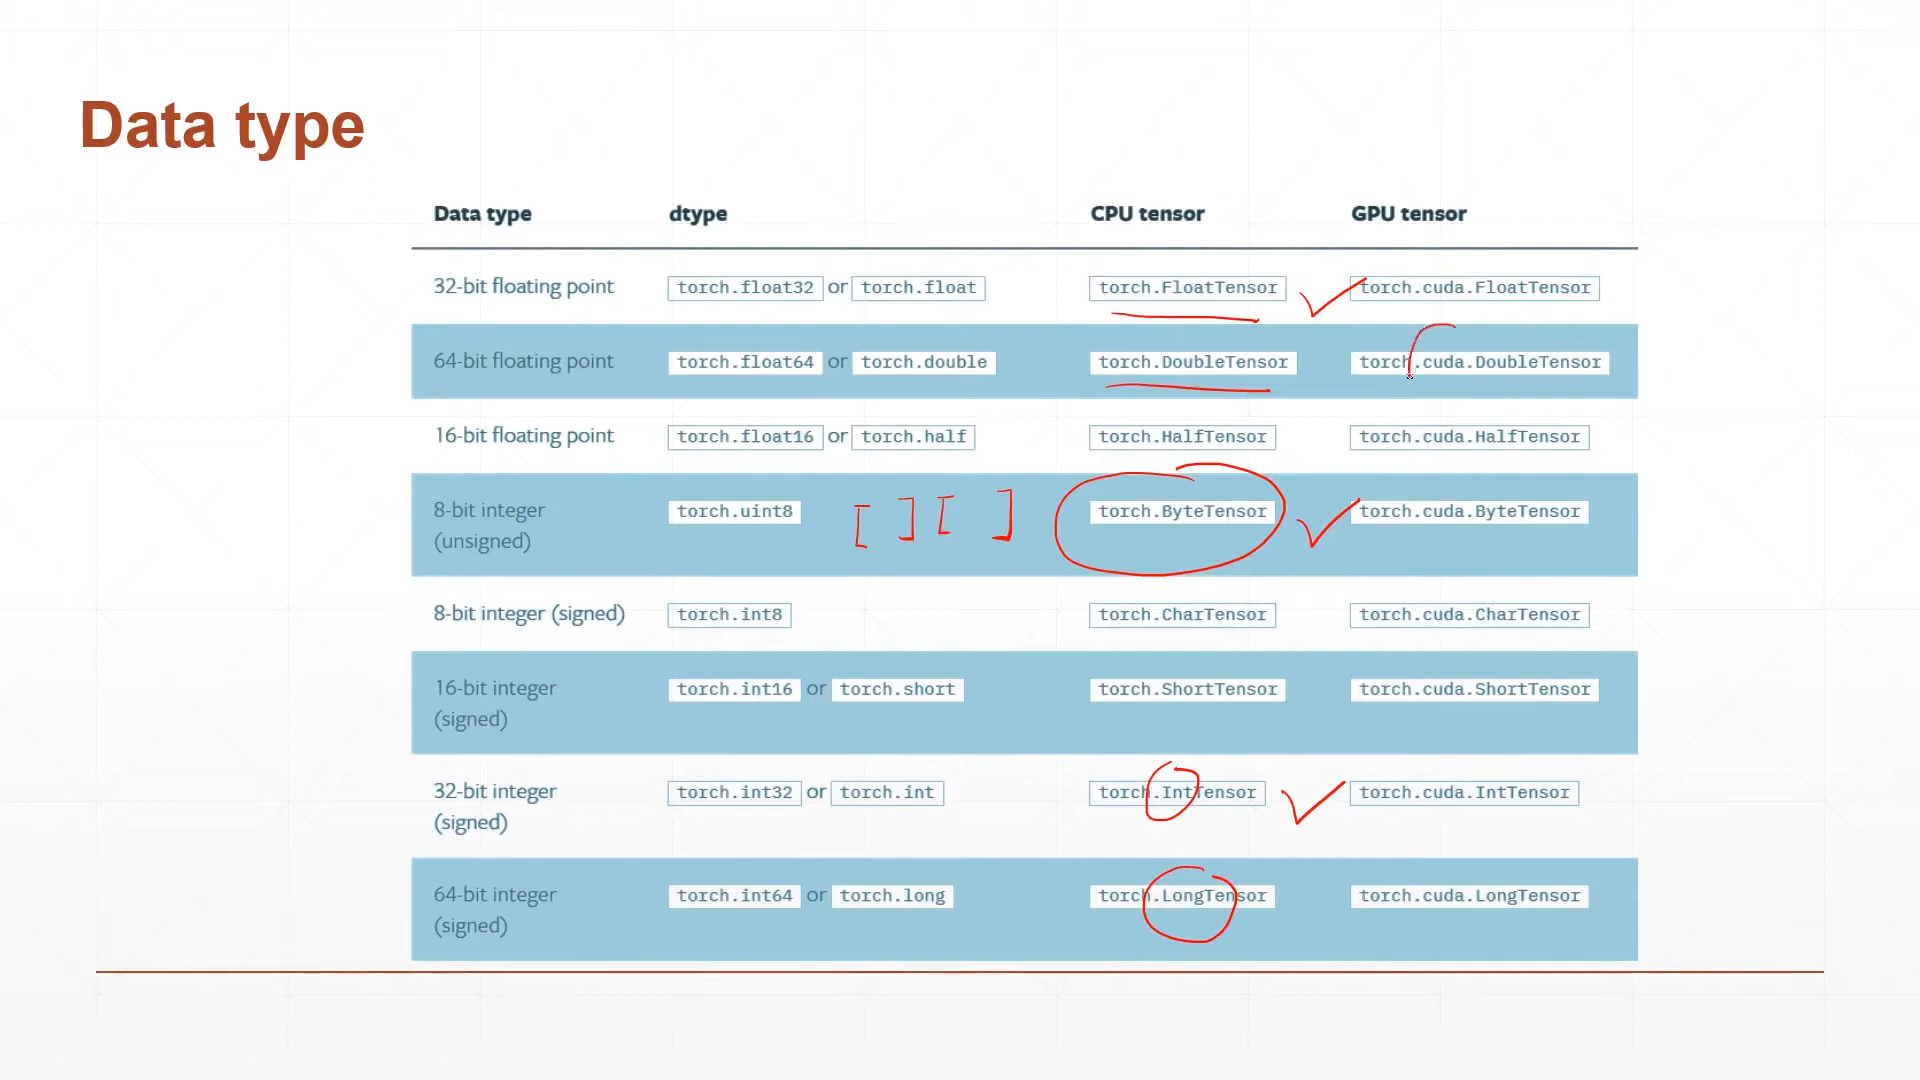 Data type
Data type dtype CPU tensor GPU tensor
32-bit floating point torch.float32 or torch.float torch.FloatTensor torch.cuda.FloatTensor
64-bit floating point torch.float64 or torch.double torch.DoubleTensor torch.cuda.DoubleTensor
16-bit floating point torch.float16 or torch.half torch.HalfTensor torch.cuda.HalfTensor
8-bit integer torch.uint8 [ ] [ ] torch.ByteTensor torch.cuda.ByteTensor
(unsigned)
8-bit integer (signed) torch.int8 torch.CharTensor torch.cuda.CharTensor
16-bit integer torch.int16 or torch.short torch.ShortTensor torch.cuda.ShortTensor
(signed)
32-bit integer torch.int32 or torch.int torch.IntTensor torch.cuda.IntTensor
(signed)
64-bit integer torch.int64 or torch.long torch.LongTensor torch.cuda.LongTensor
(signed)